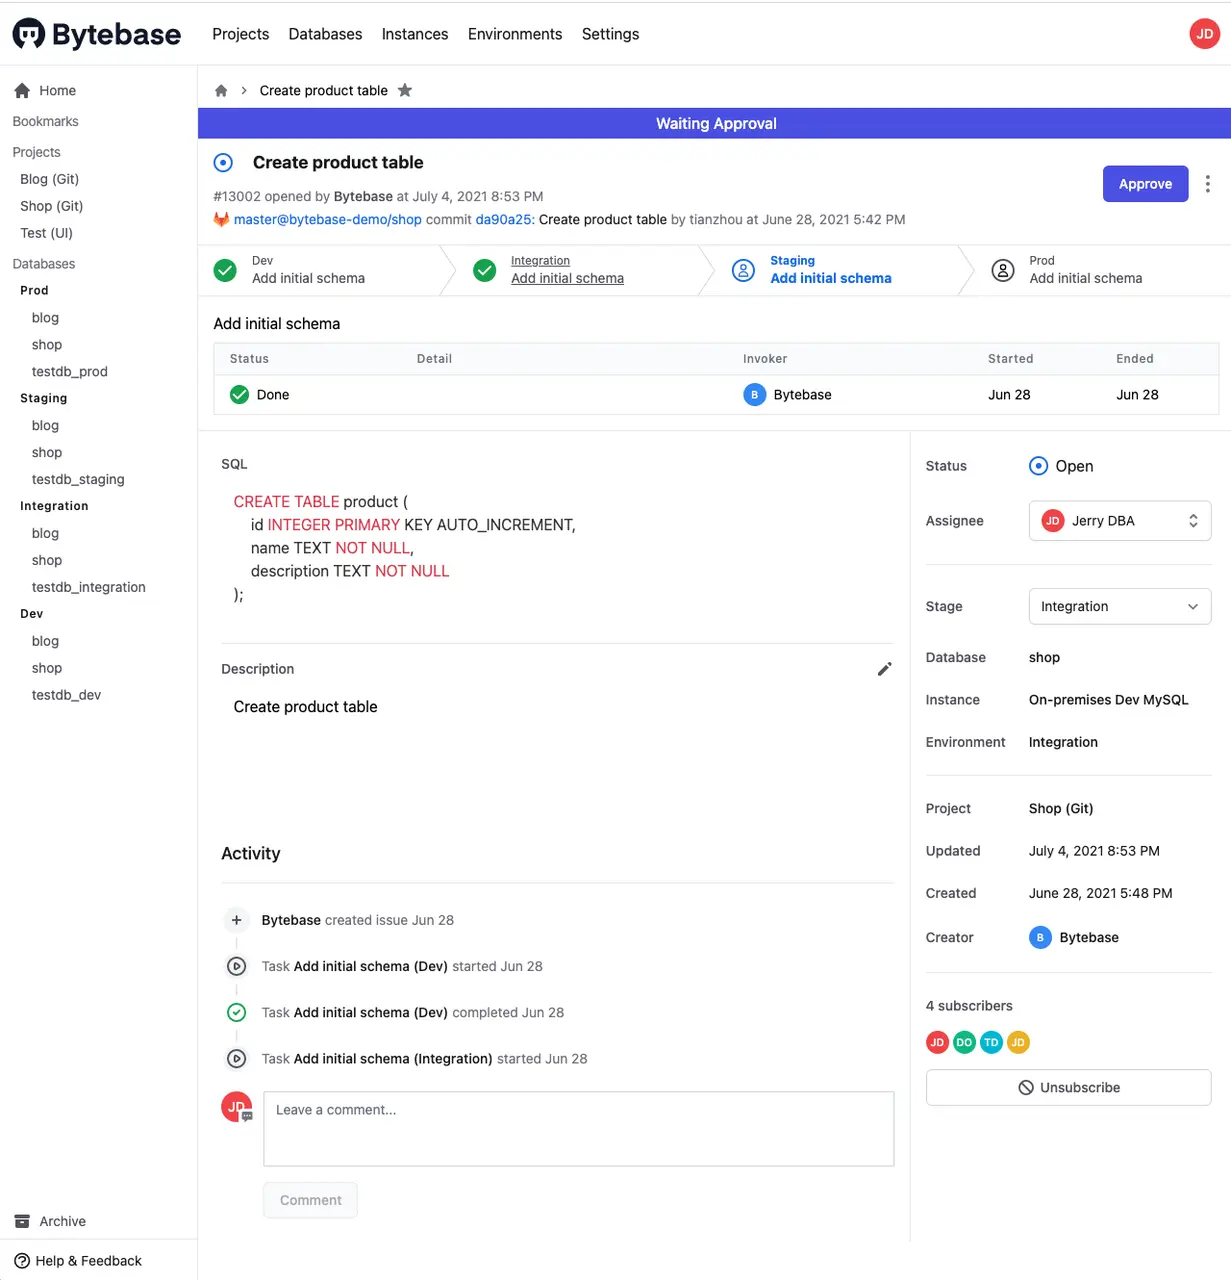 Bytebase
Projects Databases Instances Environments Settings
JD
Home
Bookmarks
Projects
Blog (Git)
Shop (Git)
Test (UI)
Databases
Prod
blog
shop
testdb_prod
Staging
blog
shop
testdb_staging
Integration
blog
shop
testdb_integration
Dev
blog
shop
testdb_dev
Archive
Help & Feedback
Create product table
Waiting Approval
Create product table
#13002 opened by Bytebase at July 4, 2021 8:53 PM
master@bytebase-demo/shop commit da90a25: Create product table by tianzhou at June 28, 2021 5:42 PM
Approve
Dev
Add initial schema
Integration
Add initial schema
Staging
Add initial schema
Prod
Add initial schema
Add initial schema
Status Detail Invoker Started Ended
Done B Bytebase Jun 28 Jun 28
SQL
CREATE TABLE product (
id INTEGER PRIMARY KEY AUTO_INCREMENT,
name TEXT NOT NULL,
description TEXT NOT NULL
);
Description
Create product table
Activity
Bytebase created issue Jun 28
Task Add initial schema (Dev) started Jun 28
Task Add initial schema (Dev) completed Jun 28
Task Add initial schema (Integration) started Jun 28
JD
Leave a comment...
Comment
Status Open
Assignee JD Jerry DBA
Stage Integration
Database shop
Instance On-premises Dev MySQL
Environment Integration
Project Shop (Git)
Updated July 4, 2021 8:53 PM
Created June 28, 2021 5:48 PM
Creator B Bytebase
4 subscribers
JD DO TD JD
Unsubscribe